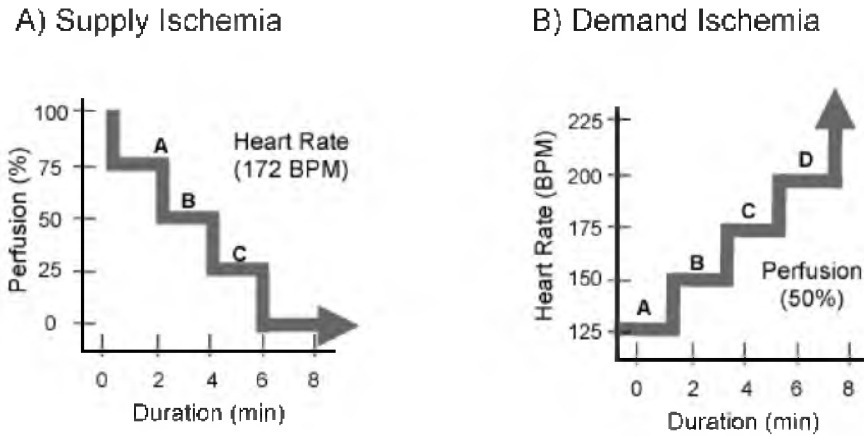 A) Supply Ischemia
100
75
50
25
0
Perfusion (%)
A
B
C
Heart Rate
(172 BPM)
0 2 4 6 8
Duration (min)
B) Demand Ischemia
225
200
175
150
125
Heart Rate (BPM)
A
B
C
D
Perfusion
(50%)
0 2 4 6 8
Duration (min)